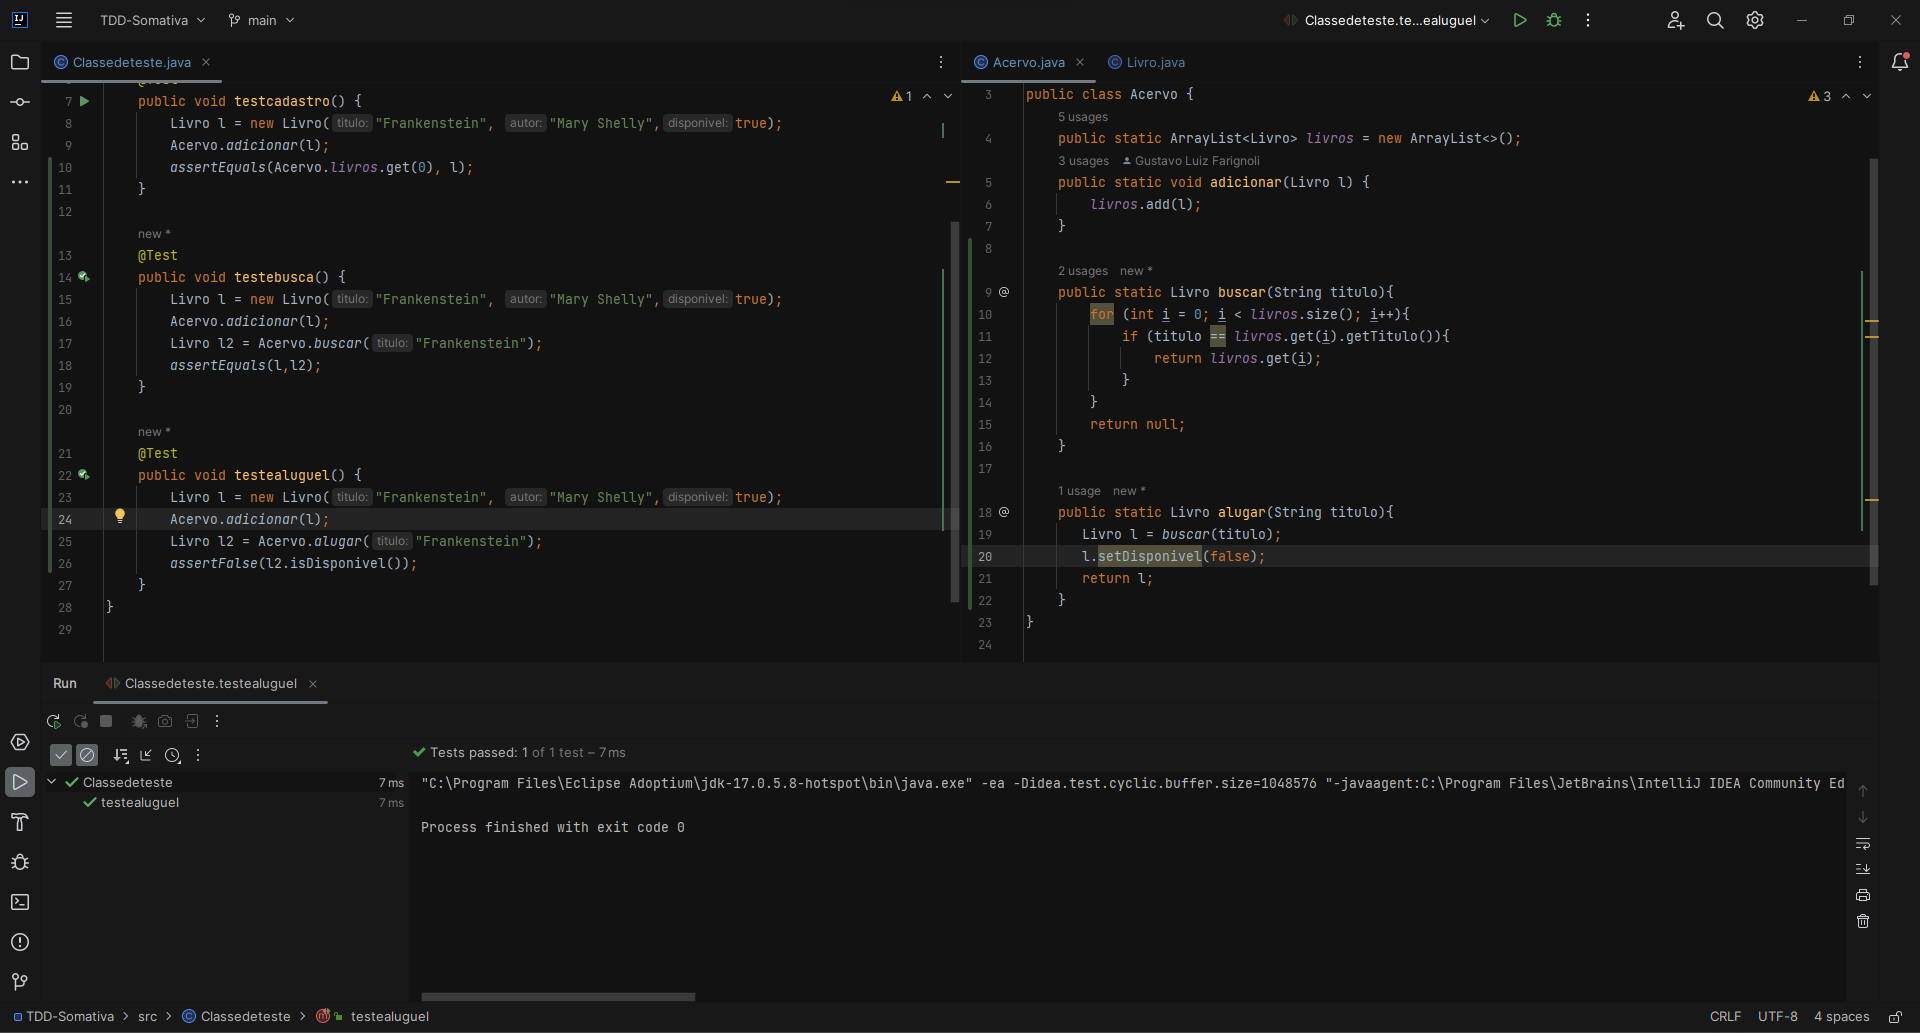 TDD-Somativa main Classedeteste.te...ealuguel
Classedeteste.java
7 public void testcadastro() {
8 Livro l = new Livro( titulo: "Frankenstein", autor: "Mary Shelly", disponivel: true);
9 Acervo.adicionar(l);
10 assertEquals(Acervo.livros.get(0), l);
11 }
12
new *
13 @Test
14 public void testebusca() {
15 Livro l = new Livro( titulo: "Frankenstein", autor: "Mary Shelly", disponivel: true);
16 Acervo.adicionar(l);
17 Livro l2 = Acervo.buscar( titulo: "Frankenstein");
18 assertEquals(l,l2);
19 }
20
new *
21 @Test
22 public void testealuguel() {
23 Livro l = new Livro( titulo: "Frankenstein", autor: "Mary Shelly", disponivel: true);
24 Acervo.adicionar(l);
25 Livro l2 = Acervo.alugar( titulo: "Frankenstein");
26 assertFalse(l2.isDisponivel());
27 }
28 }
29
1
Acervo.java Livro.java
3 public class Acervo {
5 usages
4 public static ArrayList<Livro> livros = new ArrayList<>();
3 usages Gustavo Luiz Farignoli
5 public static void adicionar(Livro l) {
6 livros.add(l);
7 }
8
2 usages new *
9 @ public static Livro buscar(String titulo){
10 for (int i = 0; i < livros.size(); i++){
11 if (titulo == livros.get(i).getTitulo()){
12 return livros.get(i);
13 }
14 }
15 return null;
16 }
17
1 usage new *
18 @ public static Livro alugar(String titulo){
19 Livro l = buscar(titulo);
20 l.setDisponivel(false);
21 return l;
22 }
23 }
24
3
Run Classedeteste.testealuguel
Tests passed: 1 of 1 test – 7 ms
Classedeteste 7 ms
testealuguel 7 ms
"C:\Program Files\Eclipse Adoptium\jdk-17.0.5.8-hotspot\bin\java.exe" -ea -Didea.test.cyclic.buffer.size=1048576 "-javaagent:C:\Program Files\JetBrains\IntelliJ IDEA Community Ed
Process finished with exit code 0
TDD-Somativa > src > Classedeteste > testealuguel
CRLF UTF-8 4 spaces